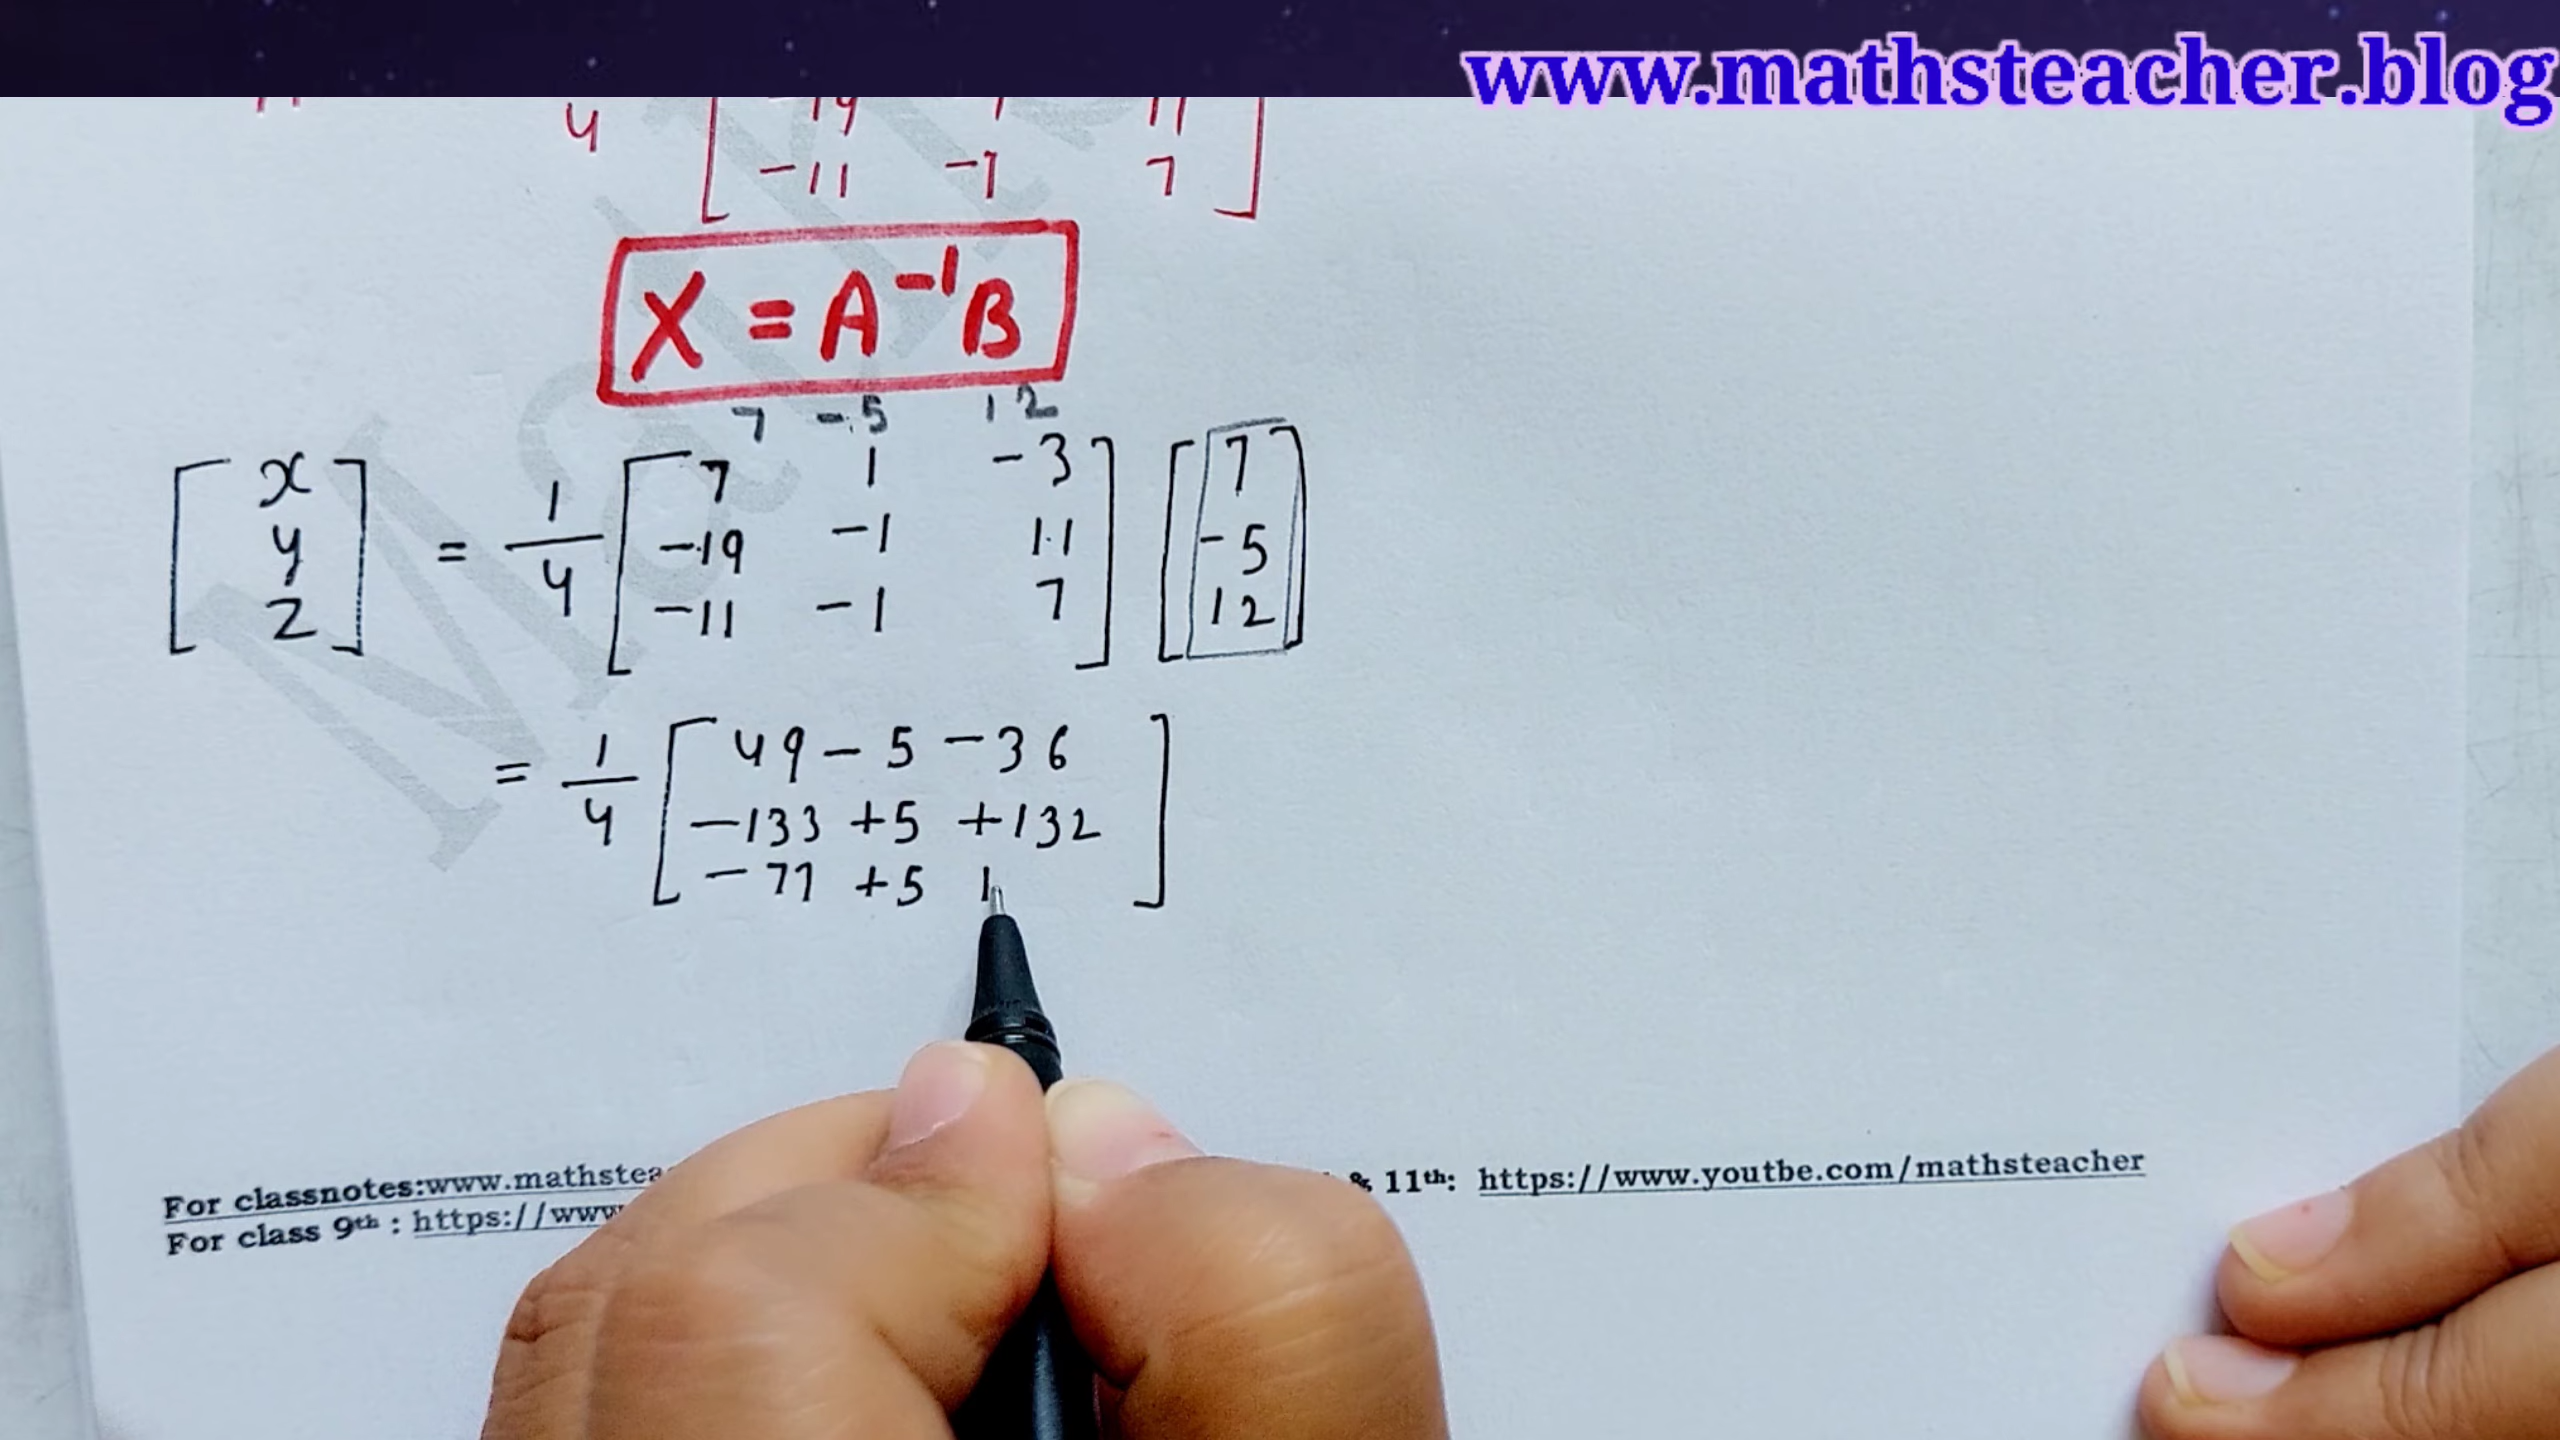 www.mathsteacher.blog
4 [ -19 -1 11
-11 -1 7 ]
X = A⁻¹B
7 -5 12
[ x y z ] = 1/4 [ 7 1 -3
-19 -1 11
-11 -1 7 ] [ 7
-5
12 ]
= 1/4 [ 49 - 5 - 36
-133 +5 +132
-77 +5 ]
For classnotes:www.mathstea
& 11th: https://www.youtbe.com/mathsteacher
For class 9th : https://www